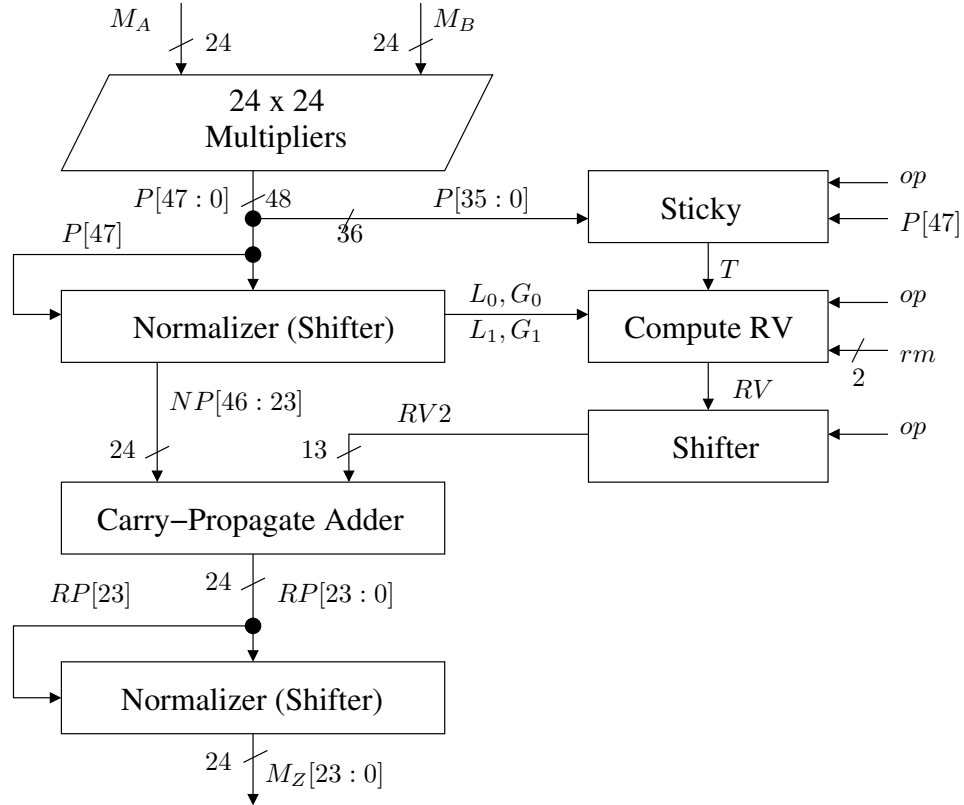 M_A
M_B
24
24
24 x 24
Multipliers
P[47 : 0]
48
P[35 : 0]
36
Sticky
op
P[47]
P[47]
T
Normalizer (Shifter)
L_0, G_0
L_1, G_1
Compute RV
op
rm
2
NP[46 : 23]
24
RV2
13
RV
Shifter
op
Carry−Propagate Adder
24
RP[23]
RP[23 : 0]
Normalizer (Shifter)
24
M_Z[23 : 0]